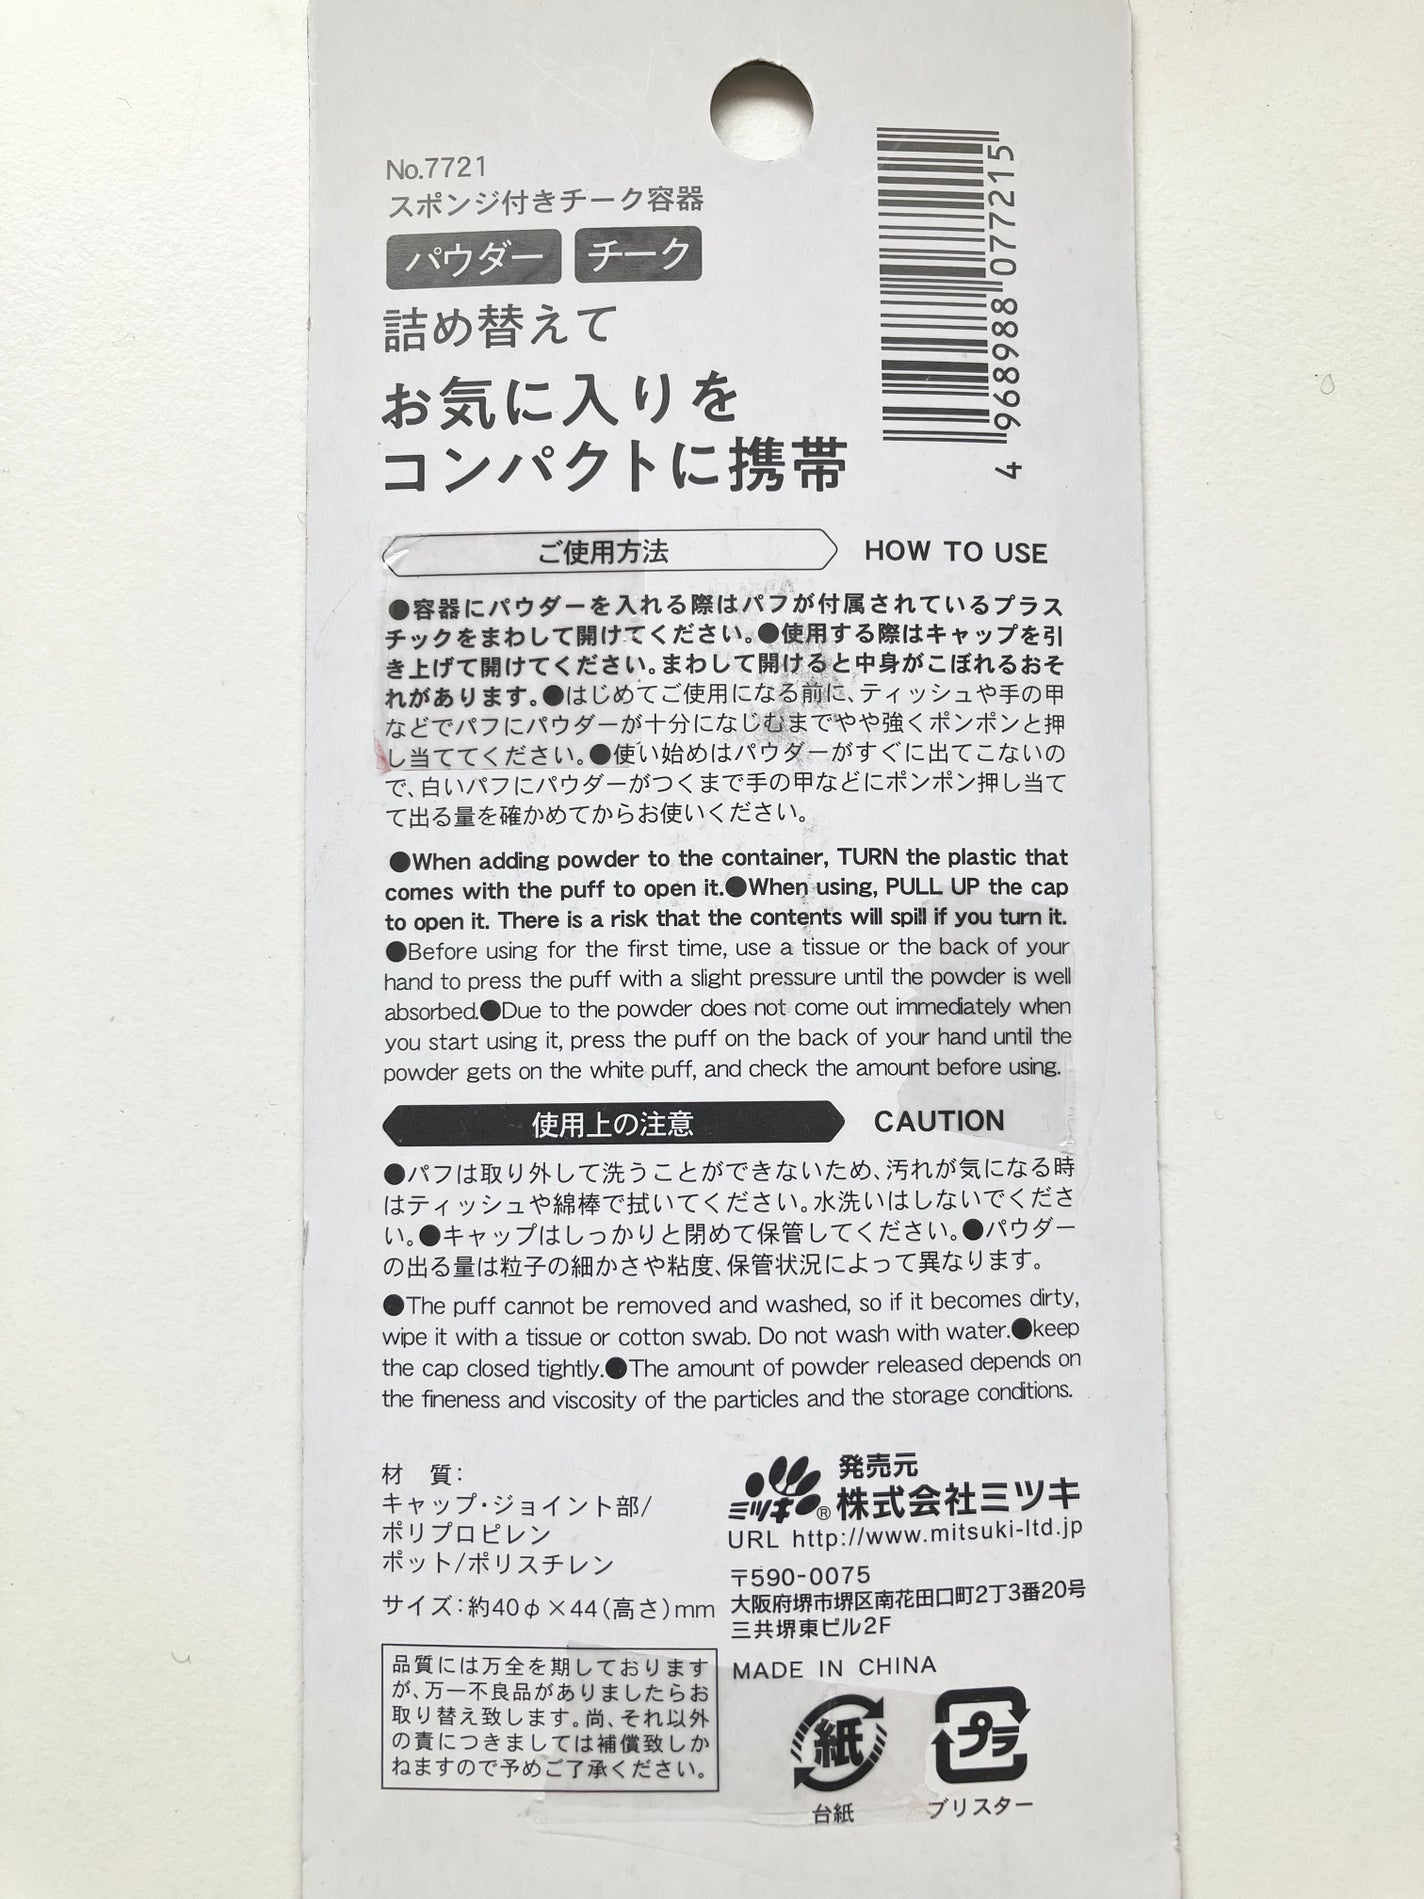 No.7721
スポンジ付きチーク容器
パウダー チーク
詰め替えて
お気に入りを
コンパクトに携帯
4 968988 077215
ご使用方法 HOW TO USE
●容器にパウダーを入れる際はパフが付属されているプラス
チックをまわして開けてください。●使用する際はキャップを引
き上げて開けてください。まわして開けると中身がこぼれるおそ
れがあります。●はじめてご使用になる前に、ティッシュや手の甲
などでパフにパウダーが十分になじむまでやや強くポンポンと押
し当ててください。●使い始めはパウダーがすぐに出てこないの
で、白いパフにパウダーがつくまで手の甲などにポンポン押し当て
て出る量を確かめてからお使いください。
●When adding powder to the container, TURN the plastic that
comes with the puff to open it.●When using, PULL UP the cap
to open it. There is a risk that the contents will spill if you turn it.
●Before using for the first time, use a tissue or the back of your
hand to press the puff with a slight pressure until the powder is well
absorbed.●Due to the powder does not come out immediately when
you start using it, press the puff on the back of your hand until the
powder gets on the white puff, and check the amount before using.
使用上の注意 CAUTION
●パフは取り外して洗うことができないため、汚れが気になる時
はティッシュや綿棒で拭いてください。水洗いはしないでくださ
い。●キャップはしっかりと閉めて保管してください。●パウダー
の出る量は粒子の細かさや粘度、保管状況によって異なります。
●The puff cannot be removed and washed, so if it becomes dirty,
wipe it with a tissue or cotton swab. Do not wash with water.●keep
the cap closed tightly.●The amount of powder released depends on
the fineness and viscosity of the particles and the storage conditions.
材 質:
キャップ・ジョイント部/
ポリプロピレン
ポット/ポリスチレン
サイズ:約40φ×44(高さ)mm
品質には万全を期しております
が、万一不良品がありましたらお
取り替え致します。尚、それ以外
の責につきましては補償致しか
ねますので予めご了承ください。
ミツキ®
発売元
株式会社ミツキ
URL http://www.mitsuki-ltd.jp
〒590-0075
大阪府堺市堺区南花田口町2丁3番20号
三共堺東ビル2F
MADE IN CHINA
紙 プラ
台紙 ブリスター